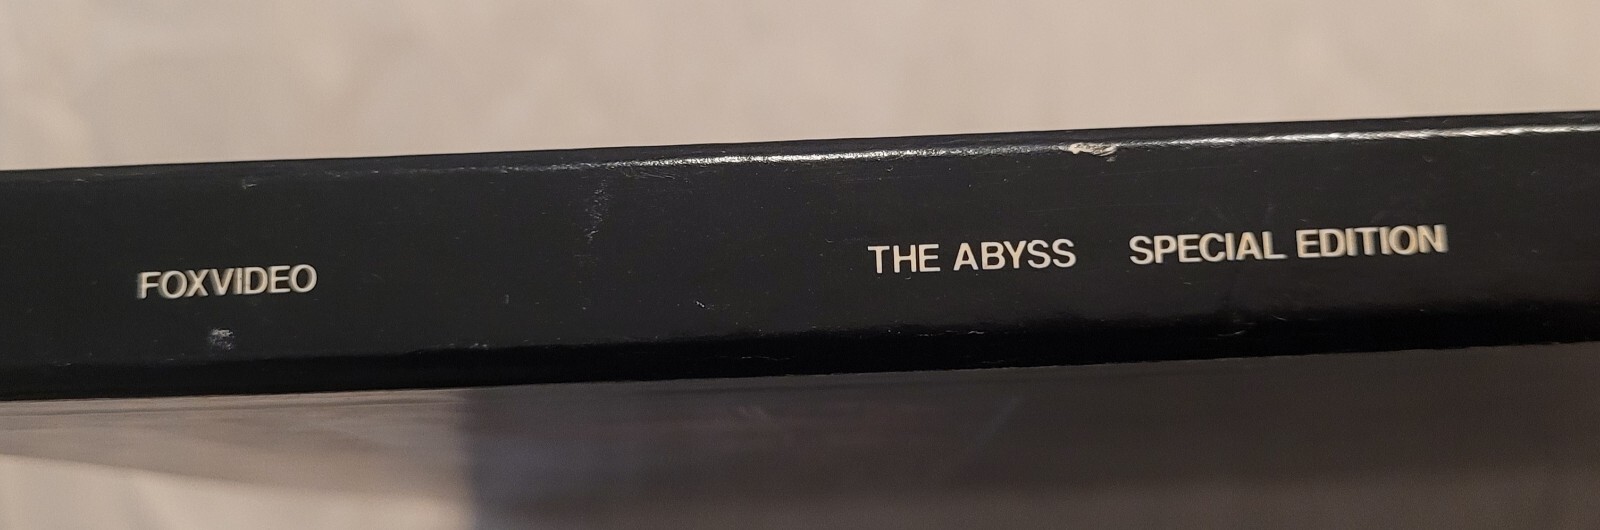 FOXVIDEO THE ABYSS SPECIAL EDITION